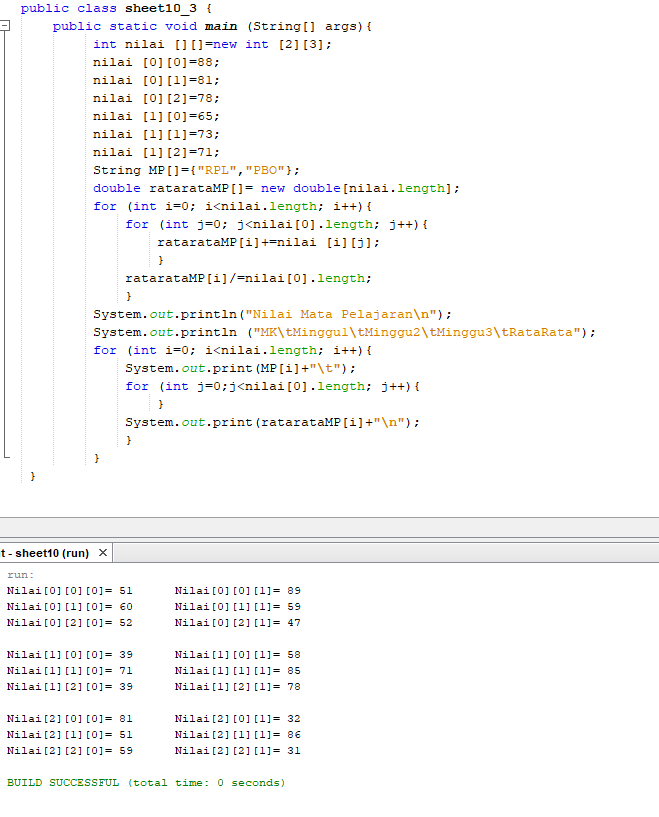 public class sheet10_3 {
public static void main (String[] args){
int nilai [][]=new int [2][3];
nilai [0][0]=88;
nilai [0][1]=81;
nilai [0][2]=78;
nilai [1][0]=65;
nilai [1][1]=73;
nilai [1][2]=71;
String MP[]={"RPL","PBO"};
double ratarataMP[]= new double[nilai.length];
for (int i=0; i<nilai.length; i++){
for (int j=0; j<nilai[0].length; j++){
ratarataMP[i]+=nilai [i][j];
}
ratarataMP[i]/=nilai[0].length;
}
System.out.println("Nilai Mata Pelajaran\n");
System.out.println ("MK\tMinggu1\tMinggu2\tMinggu3\tRataRata");
for (int i=0; i<nilai.length; i++){
System.out.print(MP[i]+"\t");
for (int j=0;j<nilai[0].length; j++){
}
System.out.print(ratarataMP[i]+"\n");
}
}
}
t - sheet10 (run) ×
run:
Nilai[0][0][0]= 51 Nilai[0][0][1]= 89
Nilai[0][1][0]= 60 Nilai[0][1][1]= 59
Nilai[0][2][0]= 52 Nilai[0][2][1]= 47
Nilai[1][0][0]= 39 Nilai[1][0][1]= 58
Nilai[1][1][0]= 71 Nilai[1][1][1]= 85
Nilai[1][2][0]= 39 Nilai[1][2][1]= 78
Nilai[2][0][0]= 81 Nilai[2][0][1]= 32
Nilai[2][1][0]= 51 Nilai[2][1][1]= 86
Nilai[2][2][0]= 59 Nilai[2][2][1]= 31
BUILD SUCCESSFUL (total time: 0 seconds)